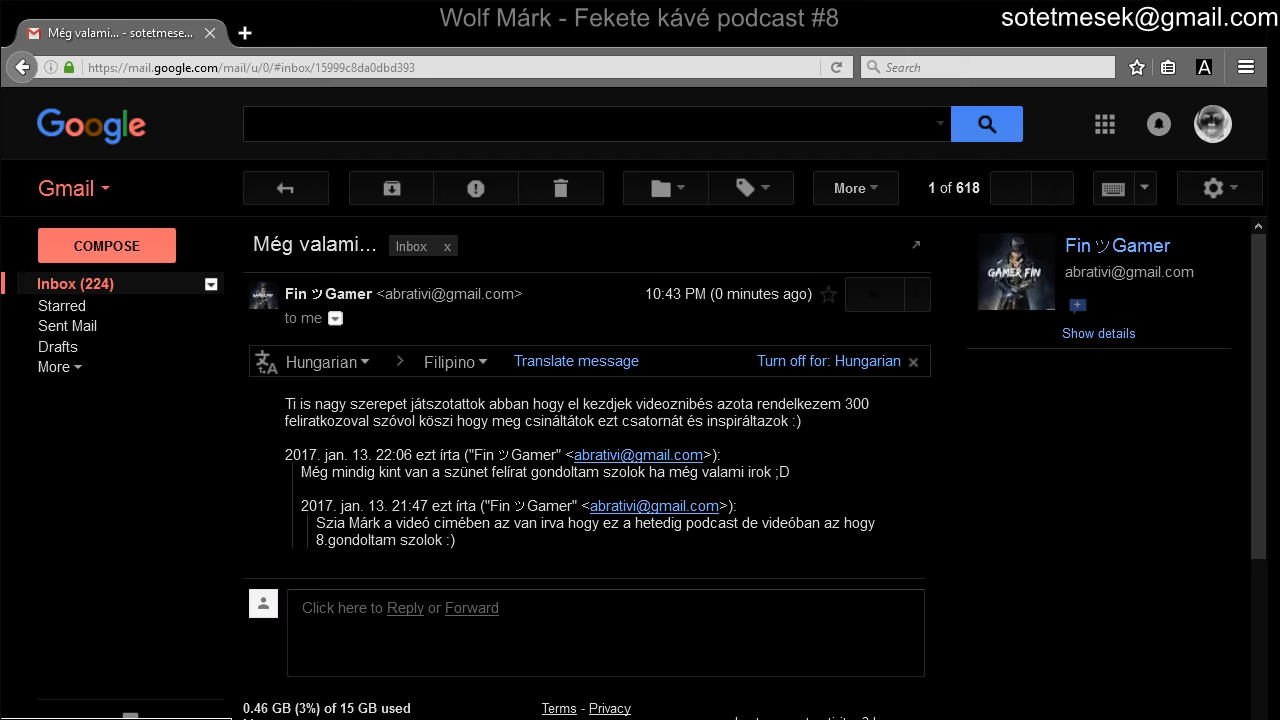 Wolf Márk - Fekete kávé podcast #8
sotetmesek@gmail.com
Még valami... - sotetmese...
https://mail.google.com/mail/u/0/#inbox/15999c8da0dbd393
Search
A
Google
Gmail
More
1 of 618
COMPOSE
Inbox (224)
Starred
Sent Mail
Drafts
More
Még valami...
Inbox x
Fin ツGamer <abrativi@gmail.com>
10:43 PM (0 minutes ago)
to me
Hungarian
Filipino
Translate message
Turn off for: Hungarian
Ti is nagy szerepet játszotattok abban hogy el kezdjek videoznibés azota rendelkezem 300
feliratkozoval szóvol köszi hogy meg csináltátok ezt csatornát és inspiráltazok :)
2017. jan. 13. 22:06 ezt írta ("Fin ツGamer" <abrativi@gmail.com>):
Még mindig kint van a szünet felírat gondoltam szolok ha még valami irok ;D
2017. jan. 13. 21:47 ezt írta ("Fin ツGamer" <abrativi@gmail.com>):
Szia Márk a videó cimében az van irva hogy ez a hetedig podcast de videóban az hogy
8.gondoltam szolok :)
Click here to Reply or Forward
GAMER FIN
Fin ツGamer
abrativi@gmail.com
Show details
0.46 GB (3%) of 15 GB used
Terms - Privacy